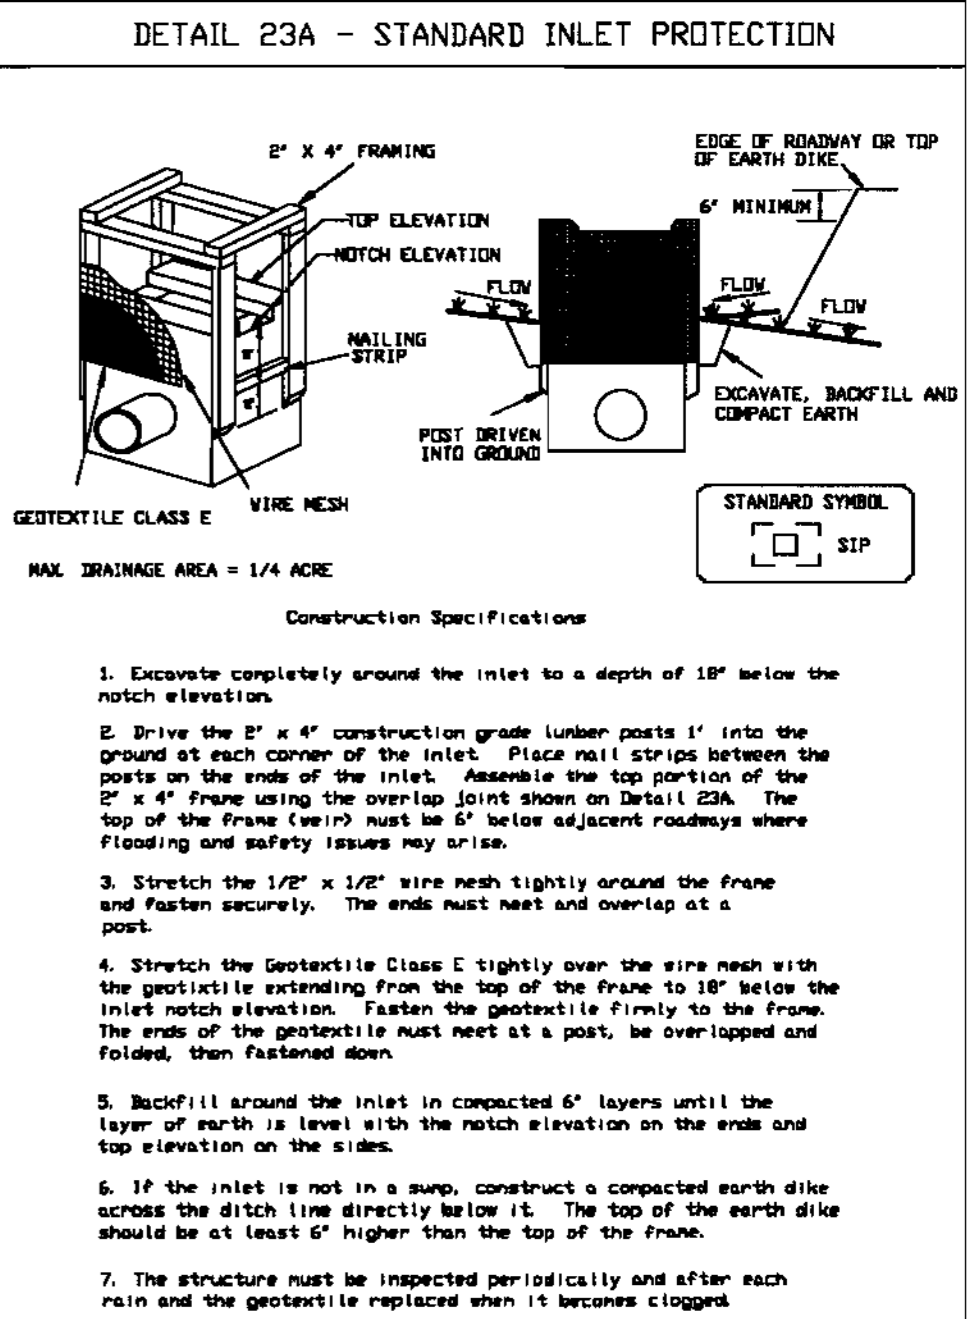 DETAIL 23A - STANDARD INLET PROTECTION
2" X 4" FRAMING
TOP ELEVATION
NOTCH ELEVATION
NAILING
STRIP
GEOTEXTILE CLASS E
WIRE MESH
MAX. DRAINAGE AREA = 1/4 ACRE
EDGE OF ROADWAY OR TOP
OF EARTH DIKE
6" MINIMUM
FLOW
FLOW
FLOW
EXCAVATE, BACKFILL AND
COMPACT EARTH
POST DRIVEN
INTO GROUND
STANDARD SYMBOL
SIP
Construction Specifications
1. Excavate completely around the inlet to a depth of 18" below the
notch elevation.
2. Drive the 2" x 4" construction grade lumber posts 1' into the
ground at each corner of the inlet. Place nail strips between the
posts on the ends of the inlet. Assemble the top portion of the
2" x 4" frame using the overlap joint shown on Detail 23A. The
top of the frame (weir) must be 6" below adjacent roadways where
flooding and safety issues may arise.
3. Stretch the 1/2" x 1/2" wire mesh tightly around the frame
and fasten securely. The ends must meet and overlap at a
post.
4. Stretch the Geotextile Class E tightly over the wire mesh with
the geotixtile extending from the top of the frame to 18" below the
inlet notch elevation. Fasten the geotextile firmly to the frame.
The ends of the geotextile must meet at a post, be overlapped and
folded, then fastened down.
5. Backfill around the inlet in compacted 6" layers until the
layer of earth is level with the notch elevation on the ends and
top elevation on the sides.
6. If the inlet is not in a sump, construct a compacted earth dike
across the ditch line directly below it. The top of the earth dike
should be at least 6" higher than the top of the frame.
7. The structure must be inspected periodically and after each
rain and the geotextile replaced when it becomes clogged.